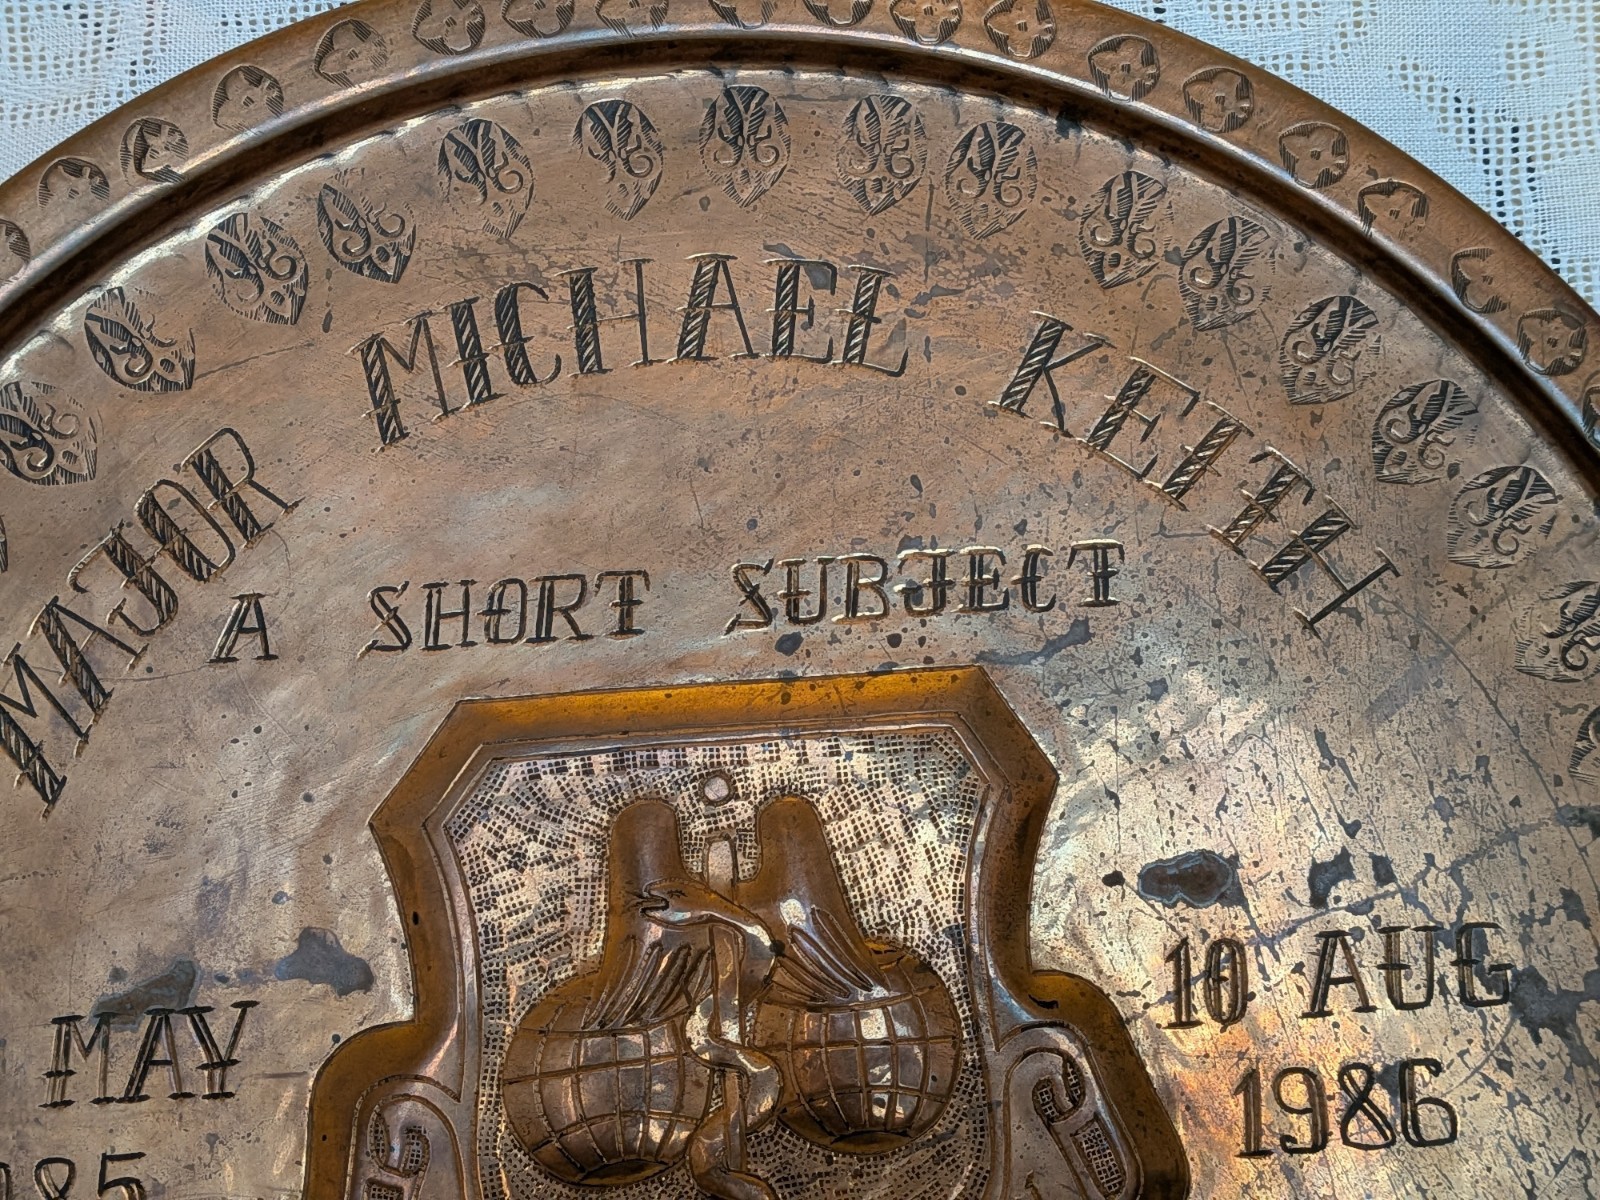 MAJOR MICHAEL KEITH
A SHORT SUBJECT
MAY
10 AUG
1986